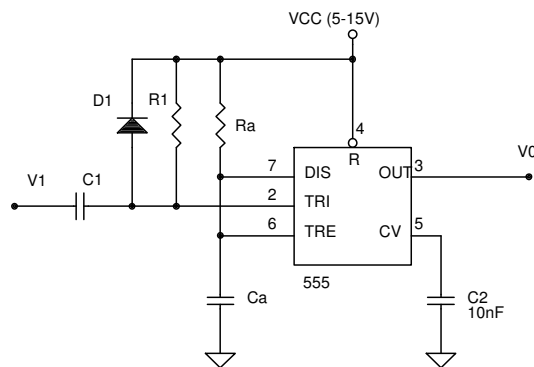 VCC (5-15V)
D1
R1
Ra
4
R
V1
C1
7
DIS
OUT
3
V0
2
TRI
6
TRE
CV
5
555
Ca
C2
10nF